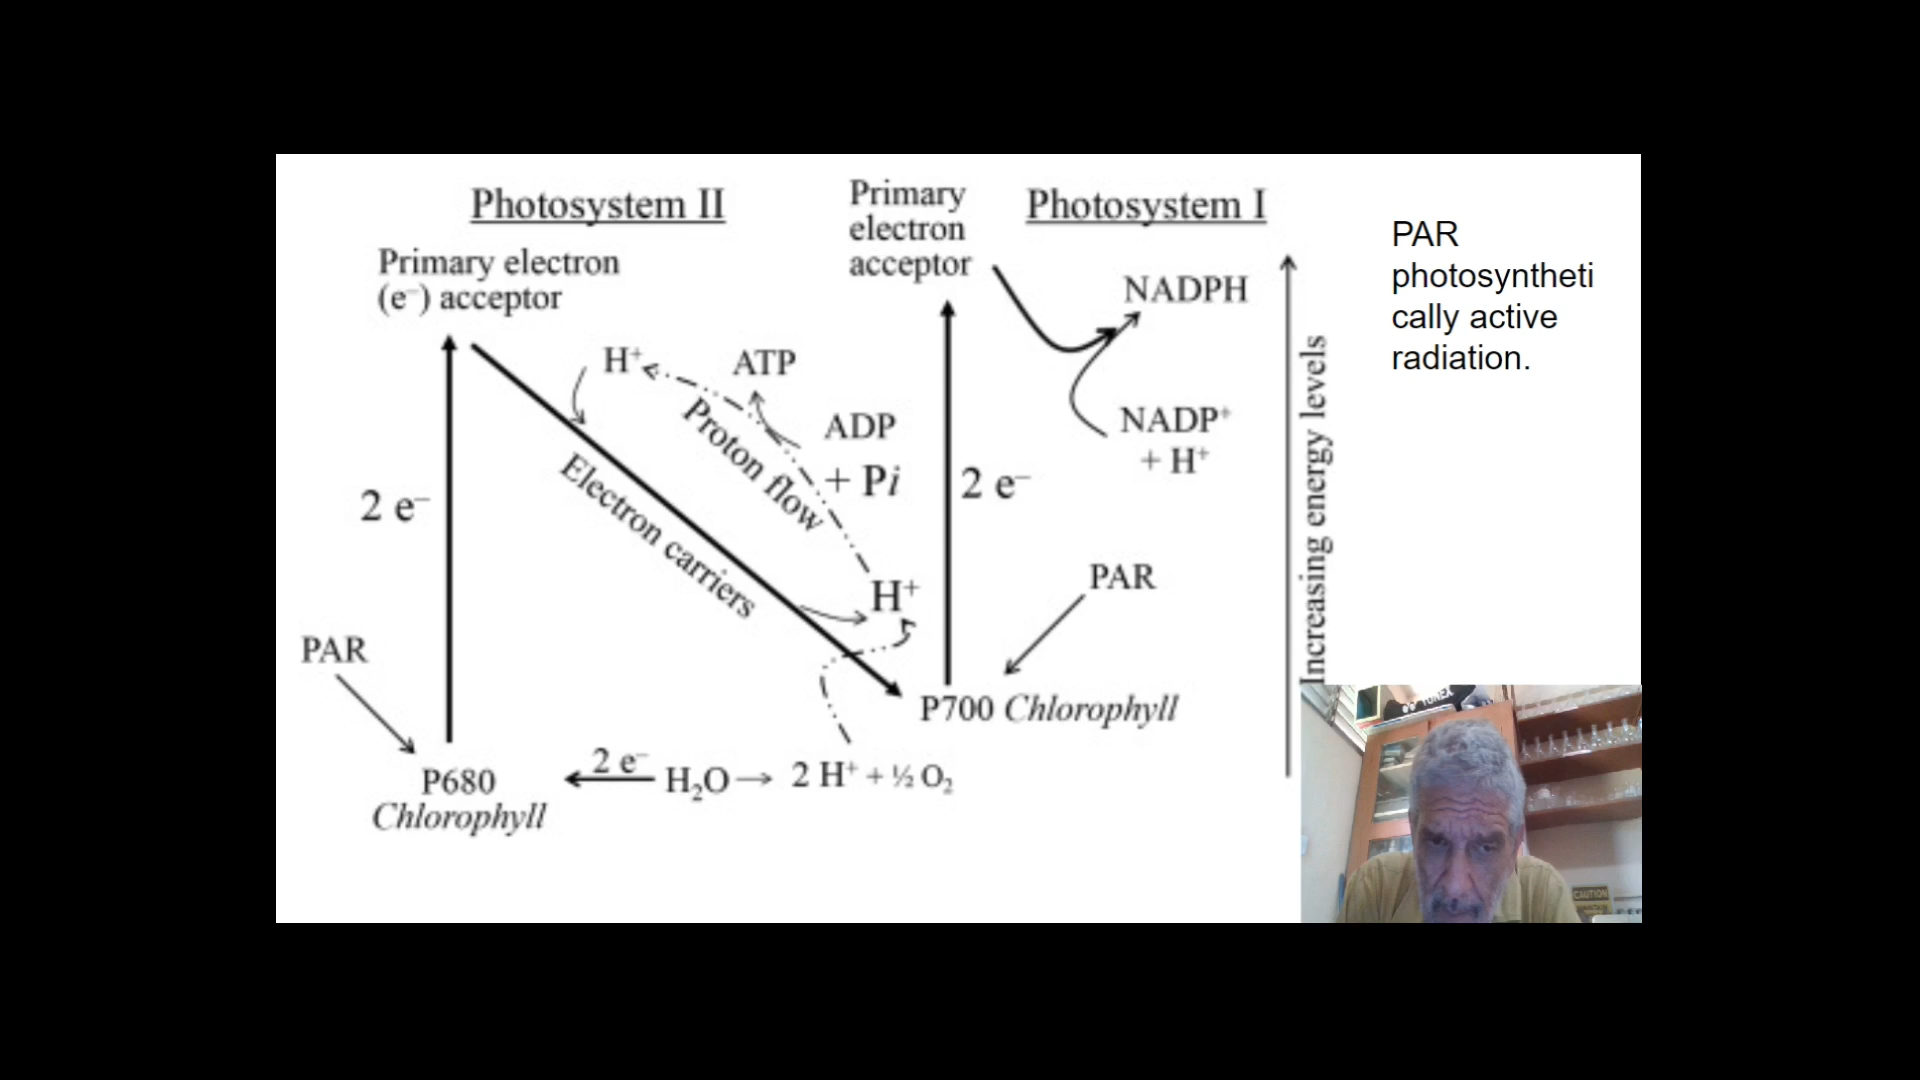 Photosystem II
Primary electron
(e⁻) acceptor
Primary
electron
acceptor
Photosystem I
NADPH
NADP⁺
+ H⁺
H⁺
ATP
ADP
+ Pi
Proton flow
Electron carriers
2 e⁻
2 e⁻
H⁺
PAR
PAR
P700 Chlorophyll
P680
Chlorophyll
2 e⁻
H₂O → 2 H⁺ + ½ O₂
Increasing energy levels
PAR
photosyntheti
cally active
radiation.
YONEX
CAUTION